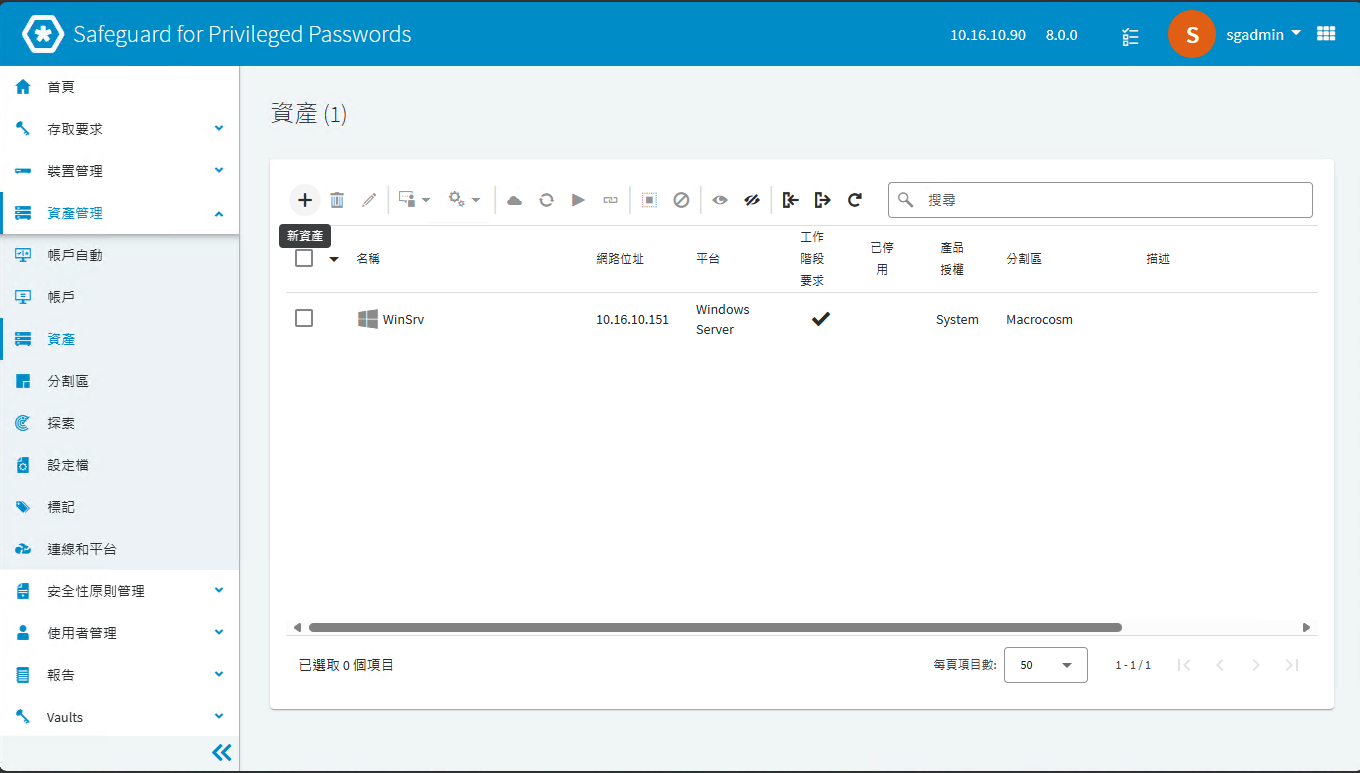 Safeguard for Privileged Passwords
10.16.10.90 8.0.0 S sgadmin
首頁
存取要求
裝置管理
資產管理
帳戶自動
帳戶
資產
分割區
探索
設定檔
標記
連線和平台
安全性原則管理
使用者管理
報告
Vaults
資產 (1)
搜尋
新資產
名稱 網路位址 平台 工作階段要求 已停用 產品授權 分割區 描述
WinSrv 10.16.10.151 Windows Server System Macrocosm
已選取 0 個項目
每頁項目數: 50 1 - 1 / 1